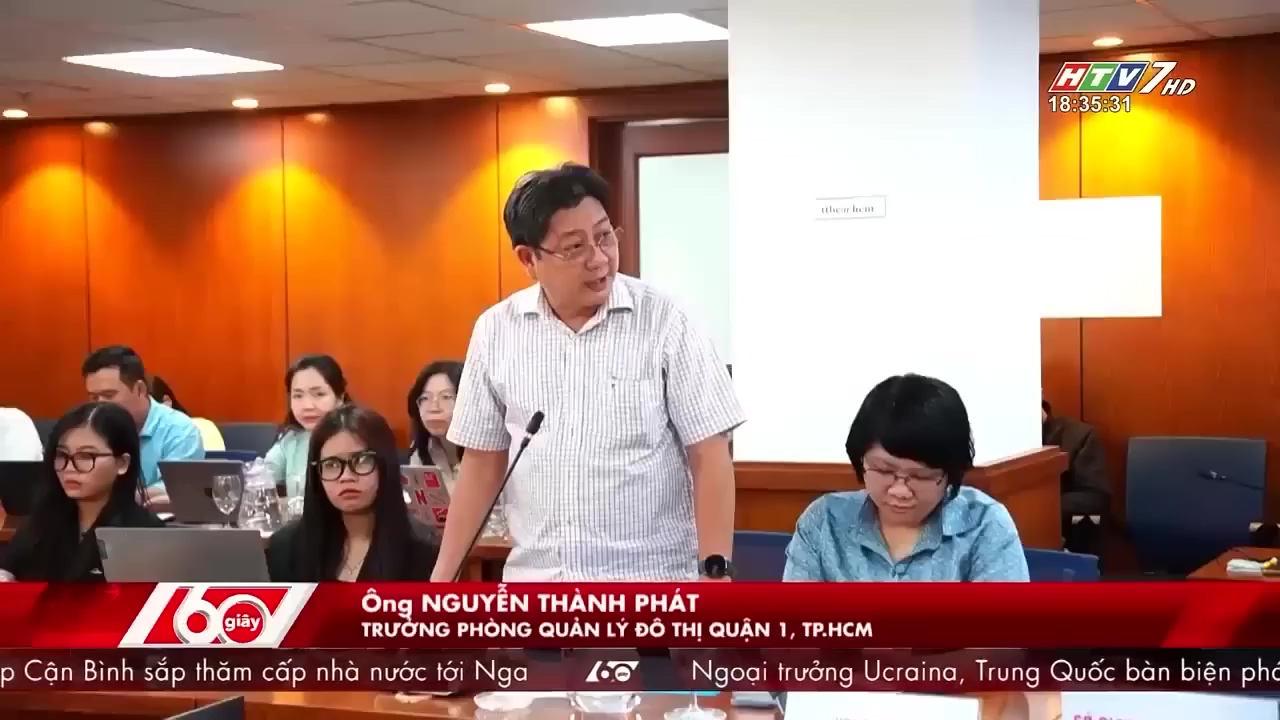 HTV7 HD
18:35:31
60 giây
Ông NGUYỄN THÀNH PHÁT
TRƯỞNG PHÒNG QUẢN LÝ ĐÔ THỊ QUẬN 1, TP.HCM
p Cận Bình sắp thăm cấp nhà nước tới Nga
60 giây
Ngoại trưởng Ucraina, Trung Quốc bàn biện phá